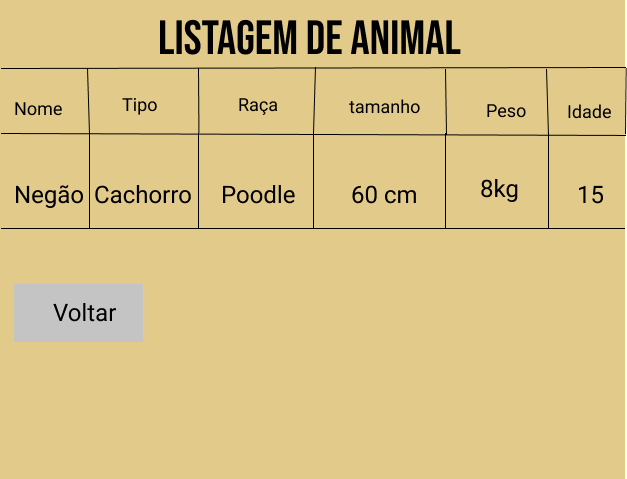 LISTAGEM DE ANIMAL
Nome Tipo Raça tamanho Peso Idade
Negão Cachorro Poodle 60 cm 8kg 15
Voltar